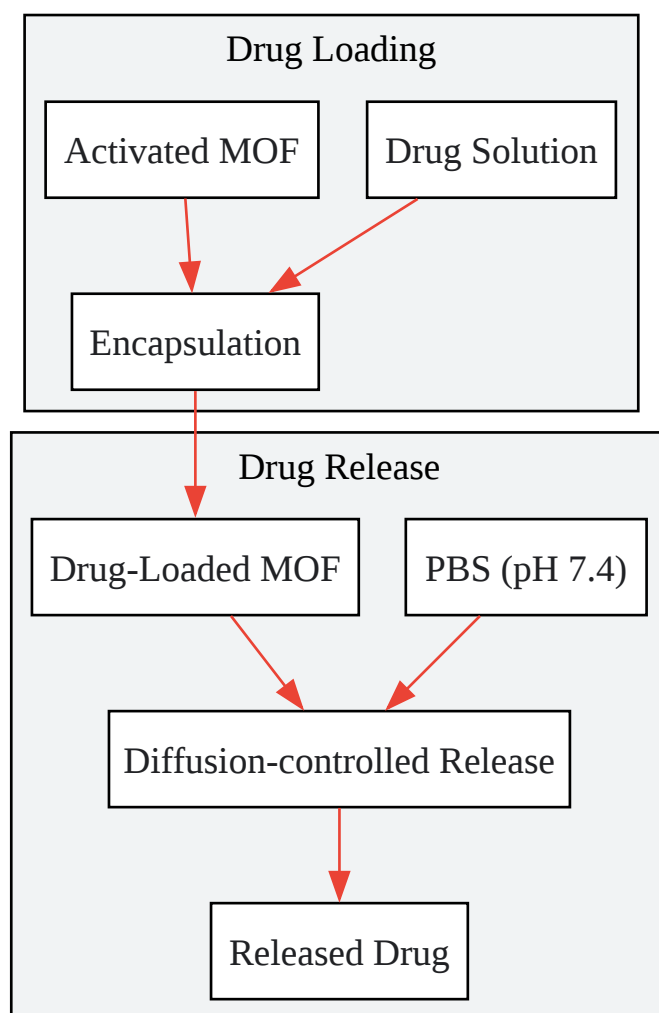 Drug Loading
Activated MOF
Drug Solution
Encapsulation
Drug Release
Drug-Loaded MOF
PBS (pH 7.4)
Diffusion-controlled Release
Released Drug